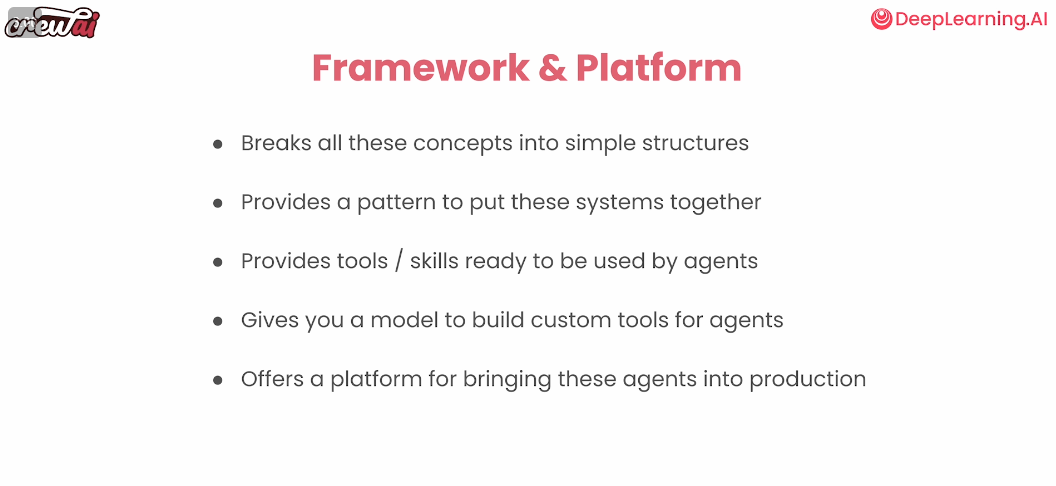 crewai
DeepLearning.AI
Framework & Platform
● Breaks all these concepts into simple structures
● Provides a pattern to put these systems together
● Provides tools / skills ready to be used by agents
● Gives you a model to build custom tools for agents
● Offers a platform for bringing these agents into production